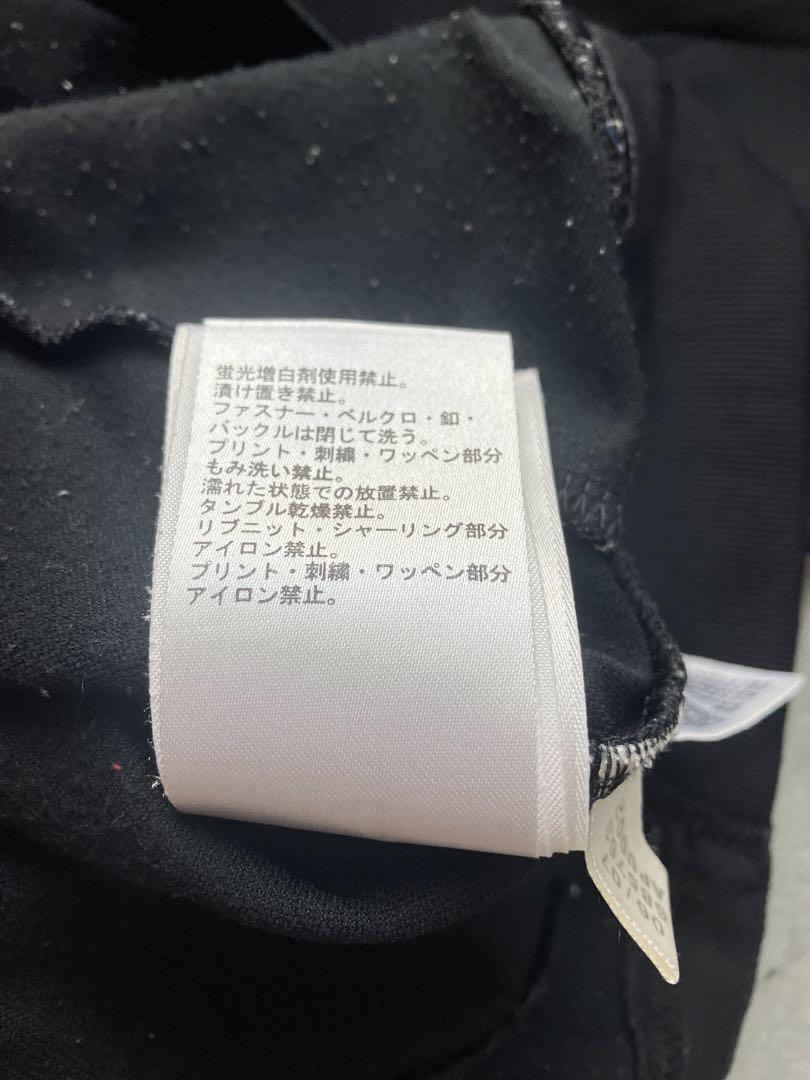 蛍光増白剤使用禁止。
漬け置き禁止。
ファスナー・ベルクロ・釦・
バックルは閉じて洗う。
プリント・刺繍・ワッペン部分
もみ洗い禁止。
濡れた状態での放置禁止。
タンブル乾燥禁止。
リブニット・シャーリング部分
アイロン禁止。
プリント・刺繍・ワッペン部分
アイロン禁止。